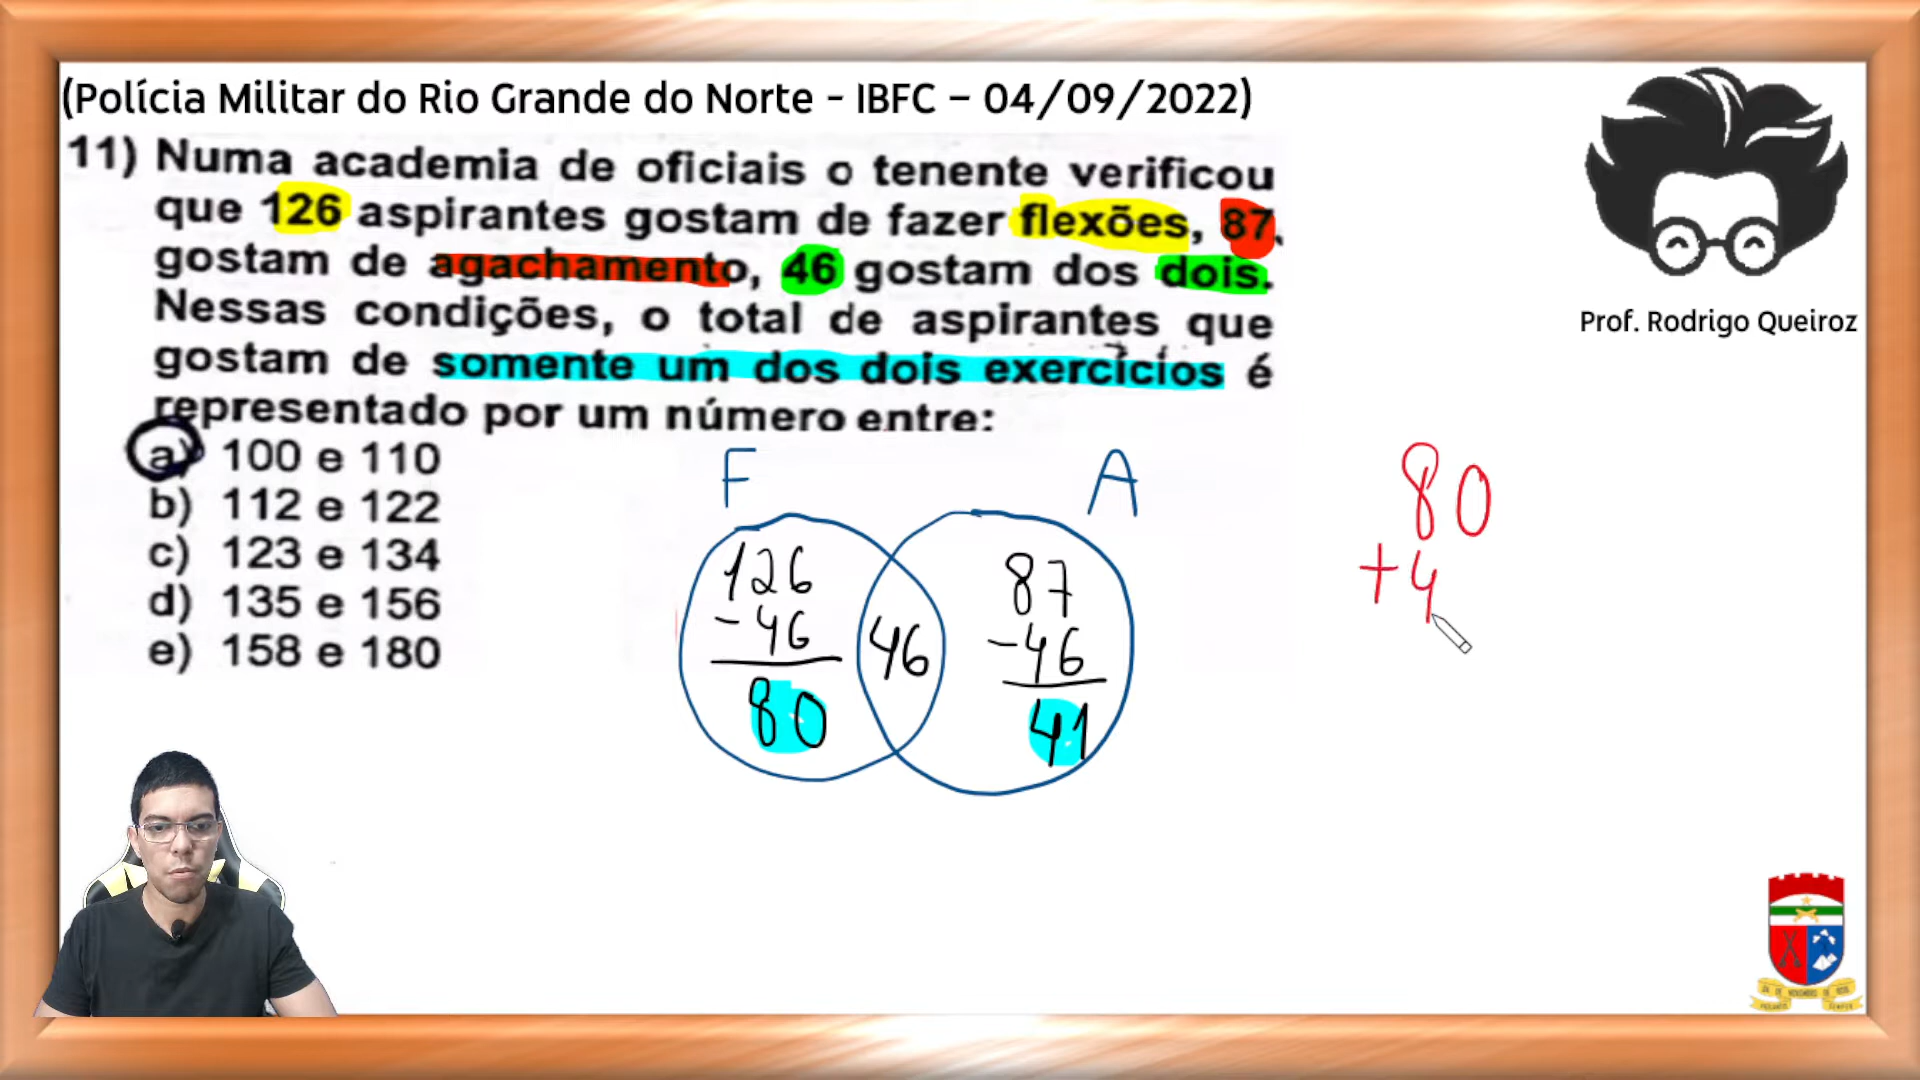 (Polícia Militar do Rio Grande do Norte - IBFC – 04/09/2022)
11) Numa academia de oficiais o tenente verificou
que 126 aspirantes gostam de fazer flexões, 87,
gostam de agachamento, 46 gostam dos dois.
Nessas condições, o total de aspirantes que
gostam de somente um dos dois exercícios é
representado por um número entre:
a) 100 e 110
b) 112 e 122
c) 123 e 134
d) 135 e 156
e) 158 e 180
Prof. Rodrigo Queiroz
F
A
126
- 46
80
46
87
- 46
41
80
+ 4